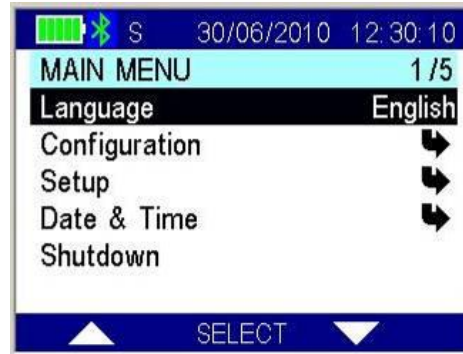 S 30/06/2010 12:30:10
MAIN MENU 1/5
Language English
Configuration
Setup
Date & Time
Shutdown
SELECT